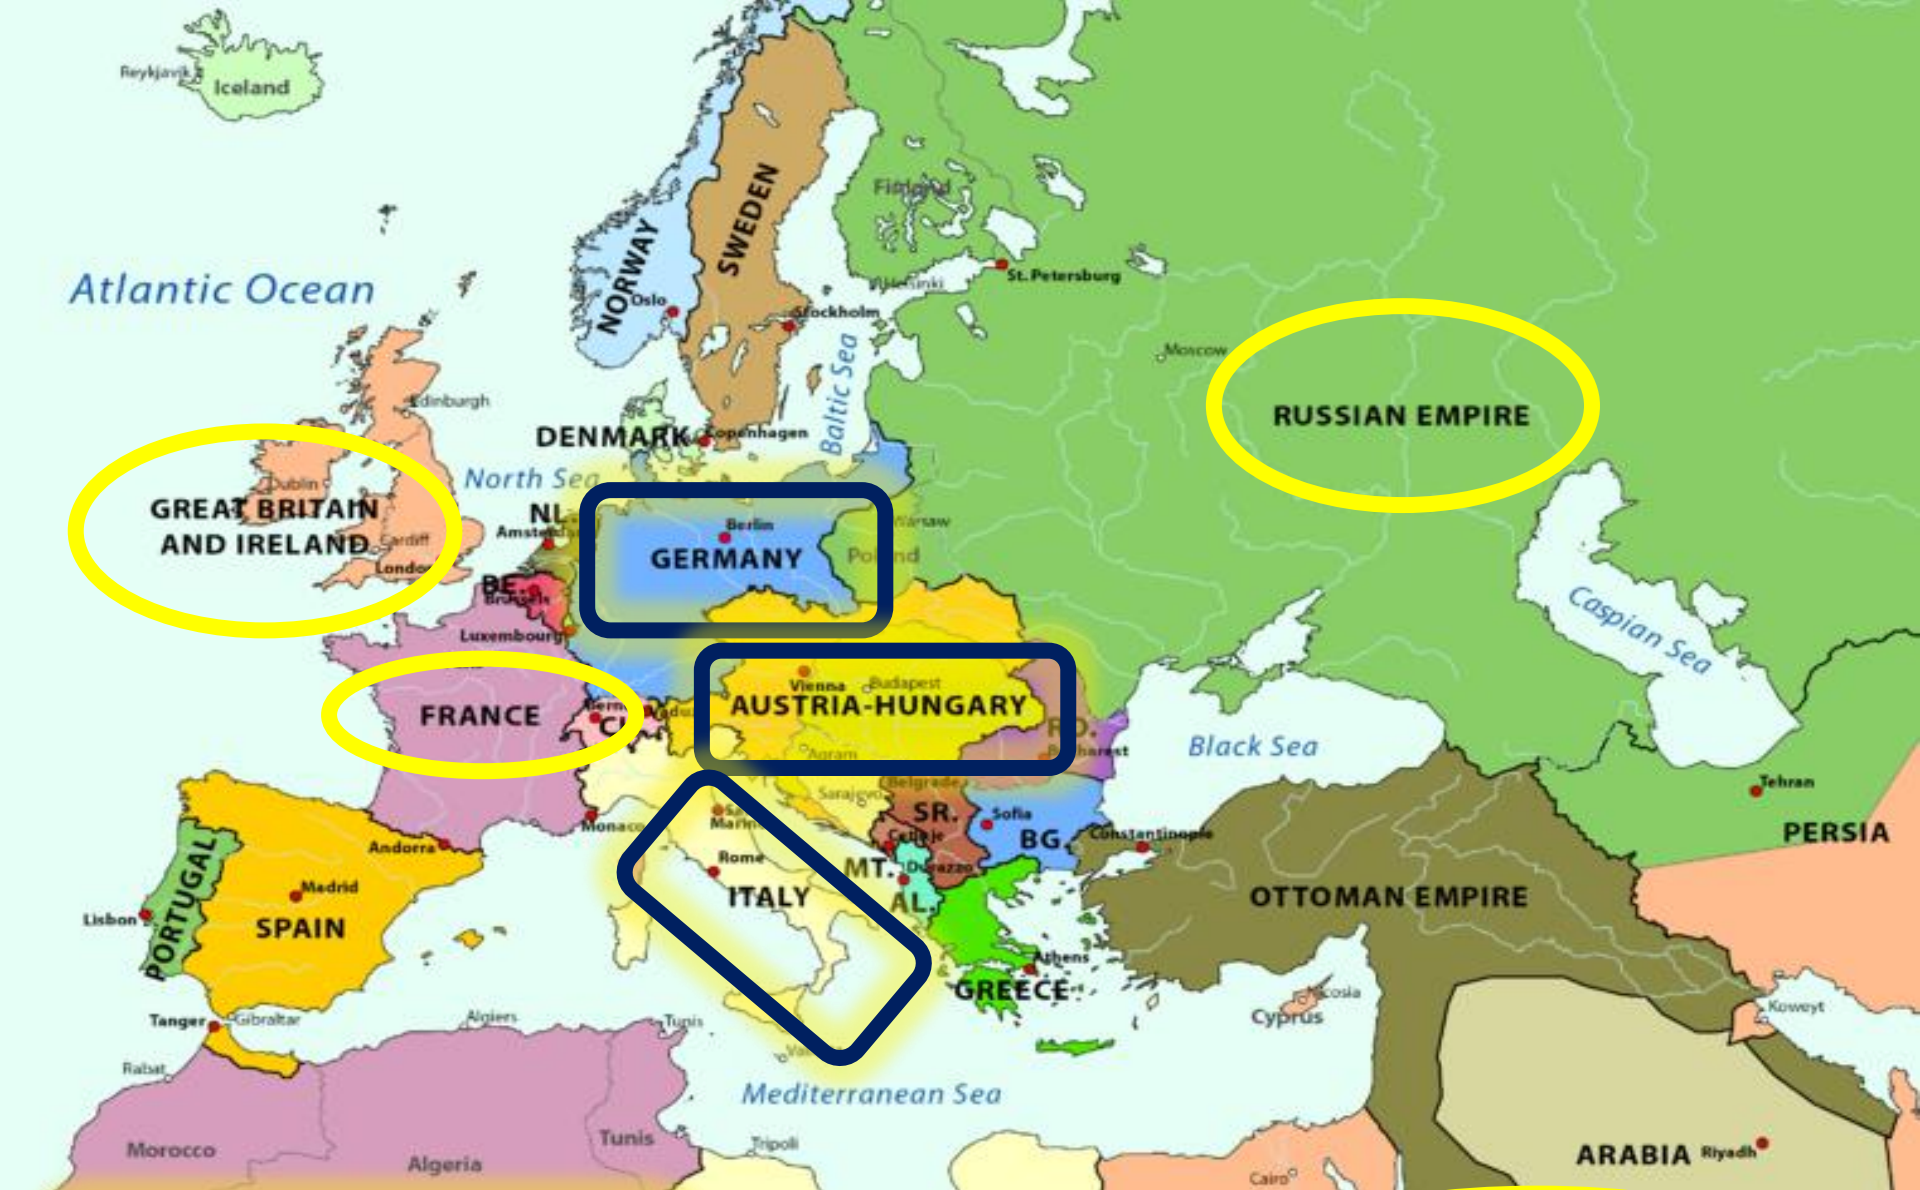 Reykjavik
Iceland
Finland
SWEDEN
NORWAY
Atlantic Ocean
St. Petersburg
Helsinki
Oslo
Stockholm
Moscow
Baltic Sea
Edinburgh
RUSSIAN EMPIRE
DENMARK
Copenhagen
North Sea
Dublin
GREAT BRITAIN
AND IRELAND
Cardiff
London
NL.
Berlin
Warsaw
GERMANY
Poland
BE.
Brussels
Luxembourg
Caspian Sea
Vienna
Budapest
AUSTRIA-HUNGARY
FRANCE
Bern
Black Sea
Agram
Tehran
Belgrade
Sarajevo
SR.
Sofia
BG.
Constantinople
PERSIA
Monaco
Andorra
Rome
MT.
Durazzo
ITALY
AL.
OTTOMAN EMPIRE
Madrid
Lisbon
PORTUGAL
SPAIN
Athens
GREECE
Nicosia
Cyprus
Koweyt
Tanger
Gibraltar
Algiers
Tunis
Rabat
Mediterranean Sea
Morocco
Algeria
Tunis
Tripoli
ARABIA
Riyadh
Cairo